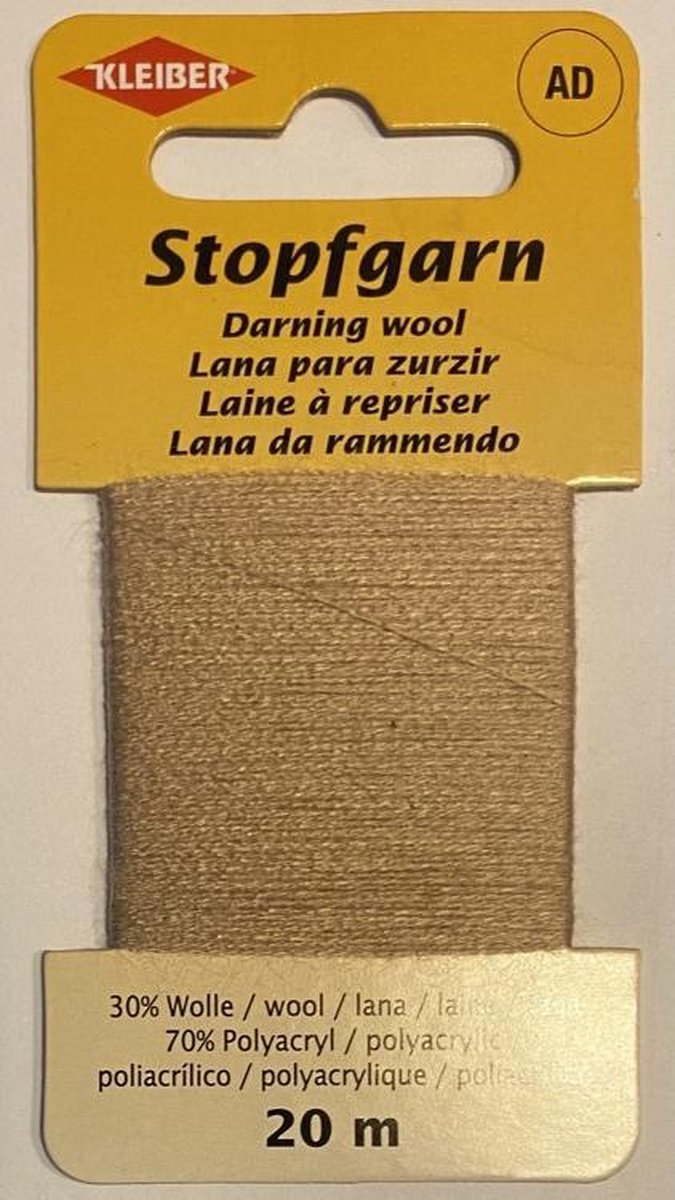 KLEIBER
AD
Stopfgarn
Darning wool
Lana para zurzir
Laine à repriser
Lana da rammendo
30% Wolle / wool / lana / laine /
70% Polyacryl / polyacrylic /
poliacrílico / polyacrylique /
20 m